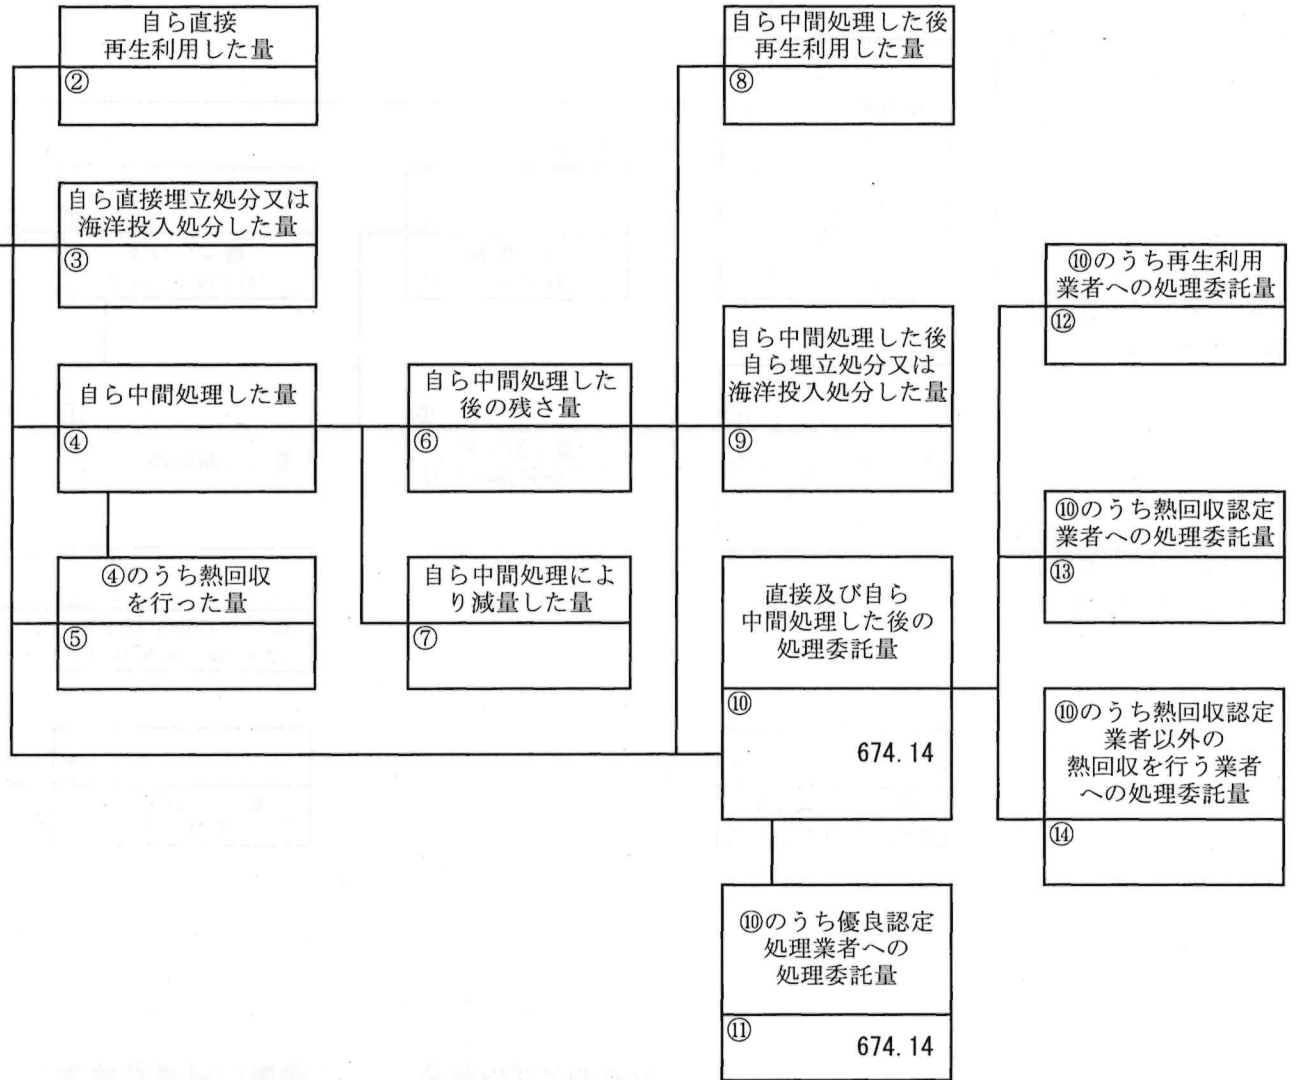 自ら直接
再生利用した量
②
自ら直接埋立処分又は
海洋投入処分した量
③
自ら中間処理した量
④
④のうち熱回収
を行った量
⑤
自ら中間処理した
後の残さ量
⑥
自ら中間処理によ
り減量した量
⑦
自ら中間処理した後
再生利用した量
⑧
自ら中間処理した後
自ら埋立処分又は
海洋投入処分した量
⑨
直接及び自ら
中間処理した後の
処理委託量
⑩
674.14
⑩のうち優良認定
処理業者への
処理委託量
⑪
674.14
⑩のうち再生利用
業者への処理委託量
⑫
⑩のうち熱回収認定
業者への処理委託量
⑬
⑩のうち熱回収認定
業者以外の
熱回収を行う業者
への処理委託量
⑭